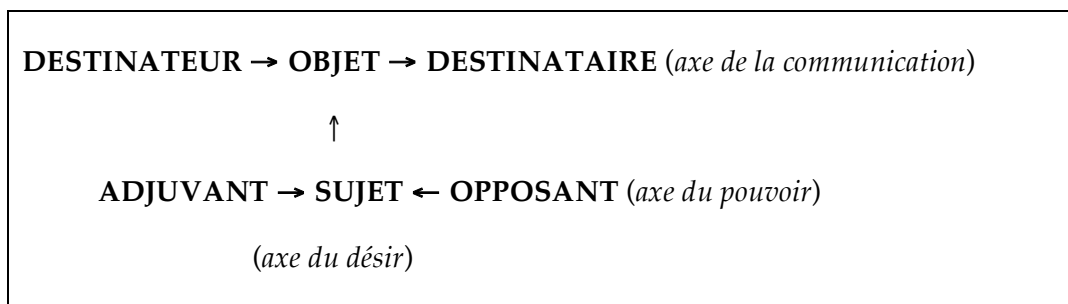 DESTINATEUR → OBJET → DESTINATAIRE (axe de la communication)
↑
ADJUVANT → SUJET ← OPPOSANT (axe du pouvoir)
(axe du désir)